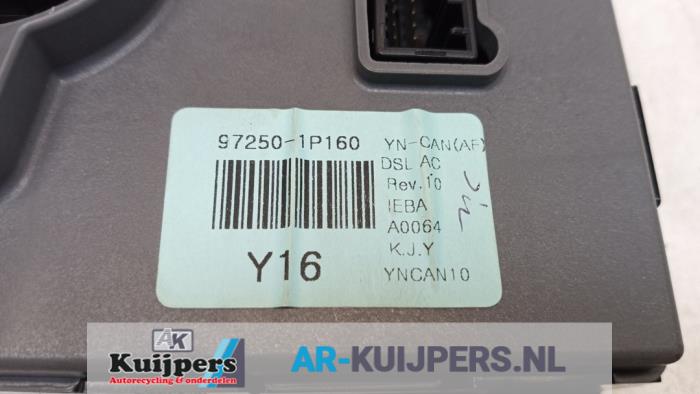 97250-1P160
Y16
YN-CAN(AF)
DSL AC
Rev.10
IEBA
A0064
K.J.Y
YNCAN10
AK
Kuijpers
Autorecycling & onderdelen
AR-KUIJPERS.NL